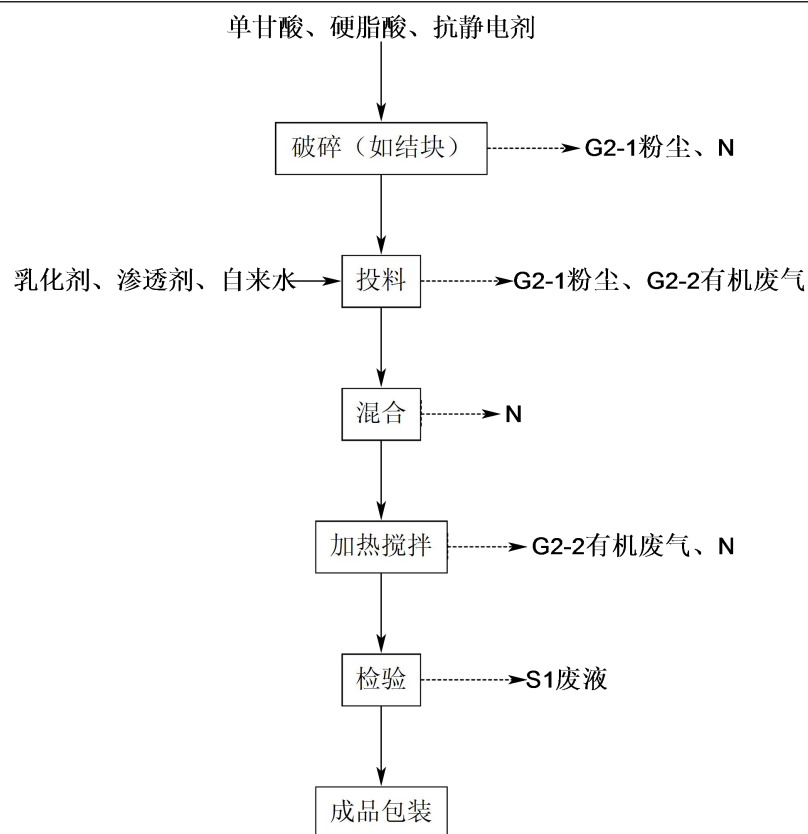 单甘酸、硬脂酸、抗静电剂
破碎（如结块）
G2-1粉尘、N
乳化剂、渗透剂、自来水
投料
G2-1粉尘、G2-2有机废气
混合
N
加热搅拌
G2-2有机废气、N
检验
S1废液
成品包装